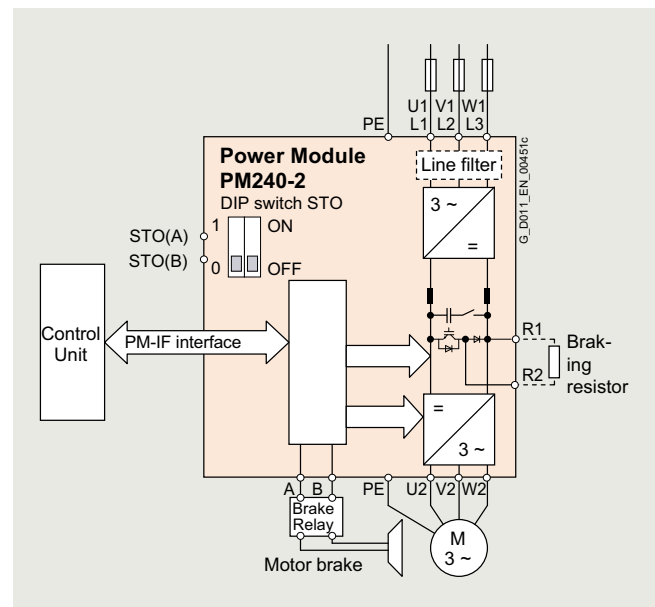 U1 V1 W1
PE L1 L2 L3
Power Module
PM240-2
DIP switch STO
Line filter
G_D011_EN_00451c
3 ~
=
STO(A)
1
ON
STO(B)
0
OFF
Control
Unit
PM-IF interface
R1
R2
Brak-
ing
resistor
=
3 ~
A B PE U2 V2 W2
Brake
Relay
Motor brake
M
3 ~